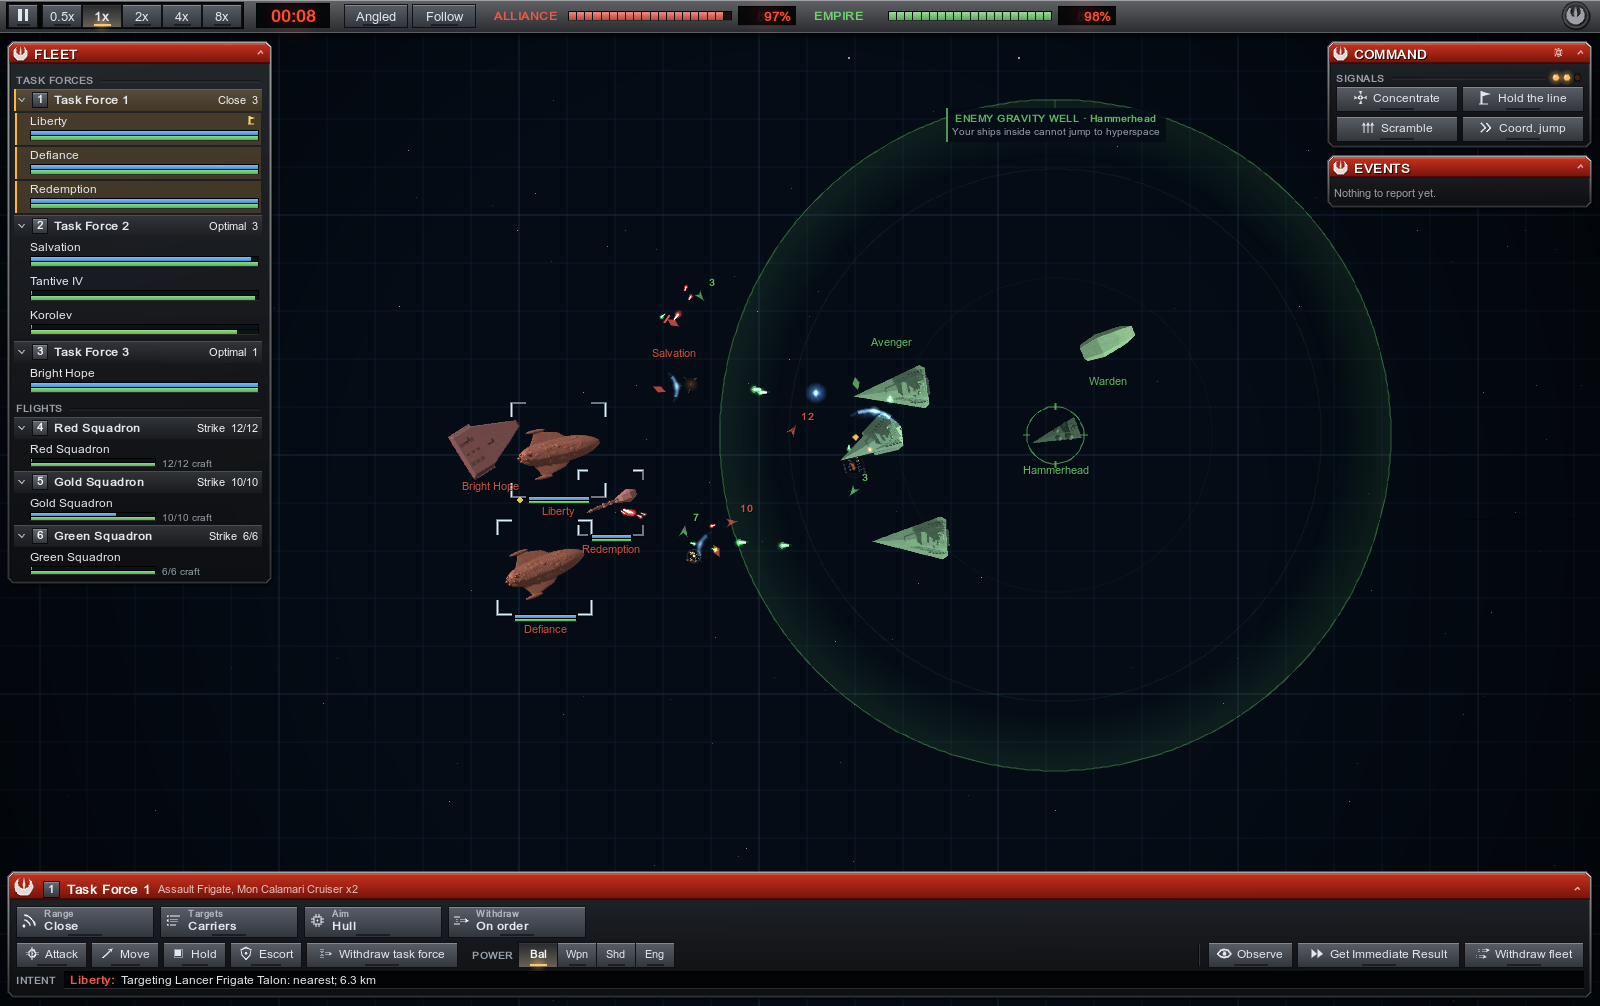 0.5x 1x 2x 4x 8x 00:08 Angled Follow ALLIANCE 97% EMPIRE 98%
FLEET
TASK FORCES
1 Task Force 1 Close 3
Liberty
Defiance
Redemption
2 Task Force 2 Optimal 3
Salvation
Tantive IV
Korolev
3 Task Force 3 Optimal 1
Bright Hope
FLIGHTS
4 Red Squadron Strike 12/12
Red Squadron
12/12 craft
5 Gold Squadron Strike 10/10
Gold Squadron
10/10 craft
6 Green Squadron Strike 6/6
Green Squadron
6/6 craft
ENEMY GRAVITY WELL · Hammerhead
Your ships inside cannot jump to hyperspace
3
Salvation
Avenger
Warden
12
Hammerhead
3
Bright Hope
Liberty
10
7
Redemption
Defiance
COMMAND
SIGNALS
Concentrate Hold the line
Scramble Coord. jump
EVENTS
Nothing to report yet.
1 Task Force 1 Assault Frigate, Mon Calamari Cruiser x2
Range
Close
Targets
Carriers
Aim
Hull
Withdraw
On order
Attack Move Hold Escort Withdraw task force POWER Bal Wpn Shd Eng Observe Get Immediate Result Withdraw fleet
INTENT Liberty: Targeting Lancer Frigate Talon: nearest; 6.3 km